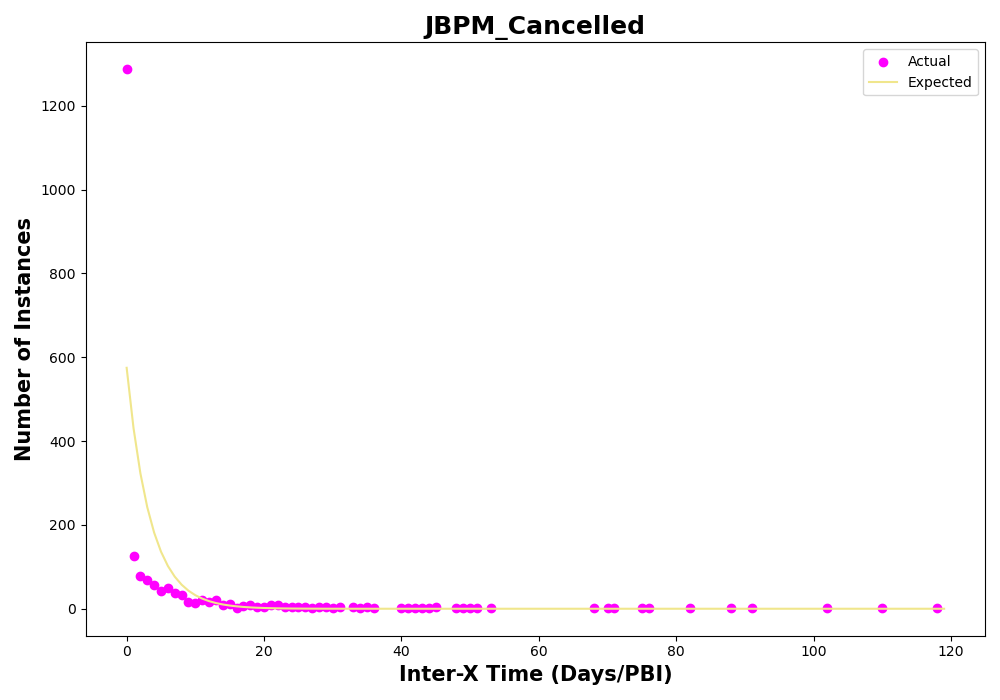 JBPM_Cancelled
Actual
Expected
Number of Instances
1200
1000
800
600
400
200
0
0 20 40 60 80 100 120
Inter-X Time (Days/PBI)